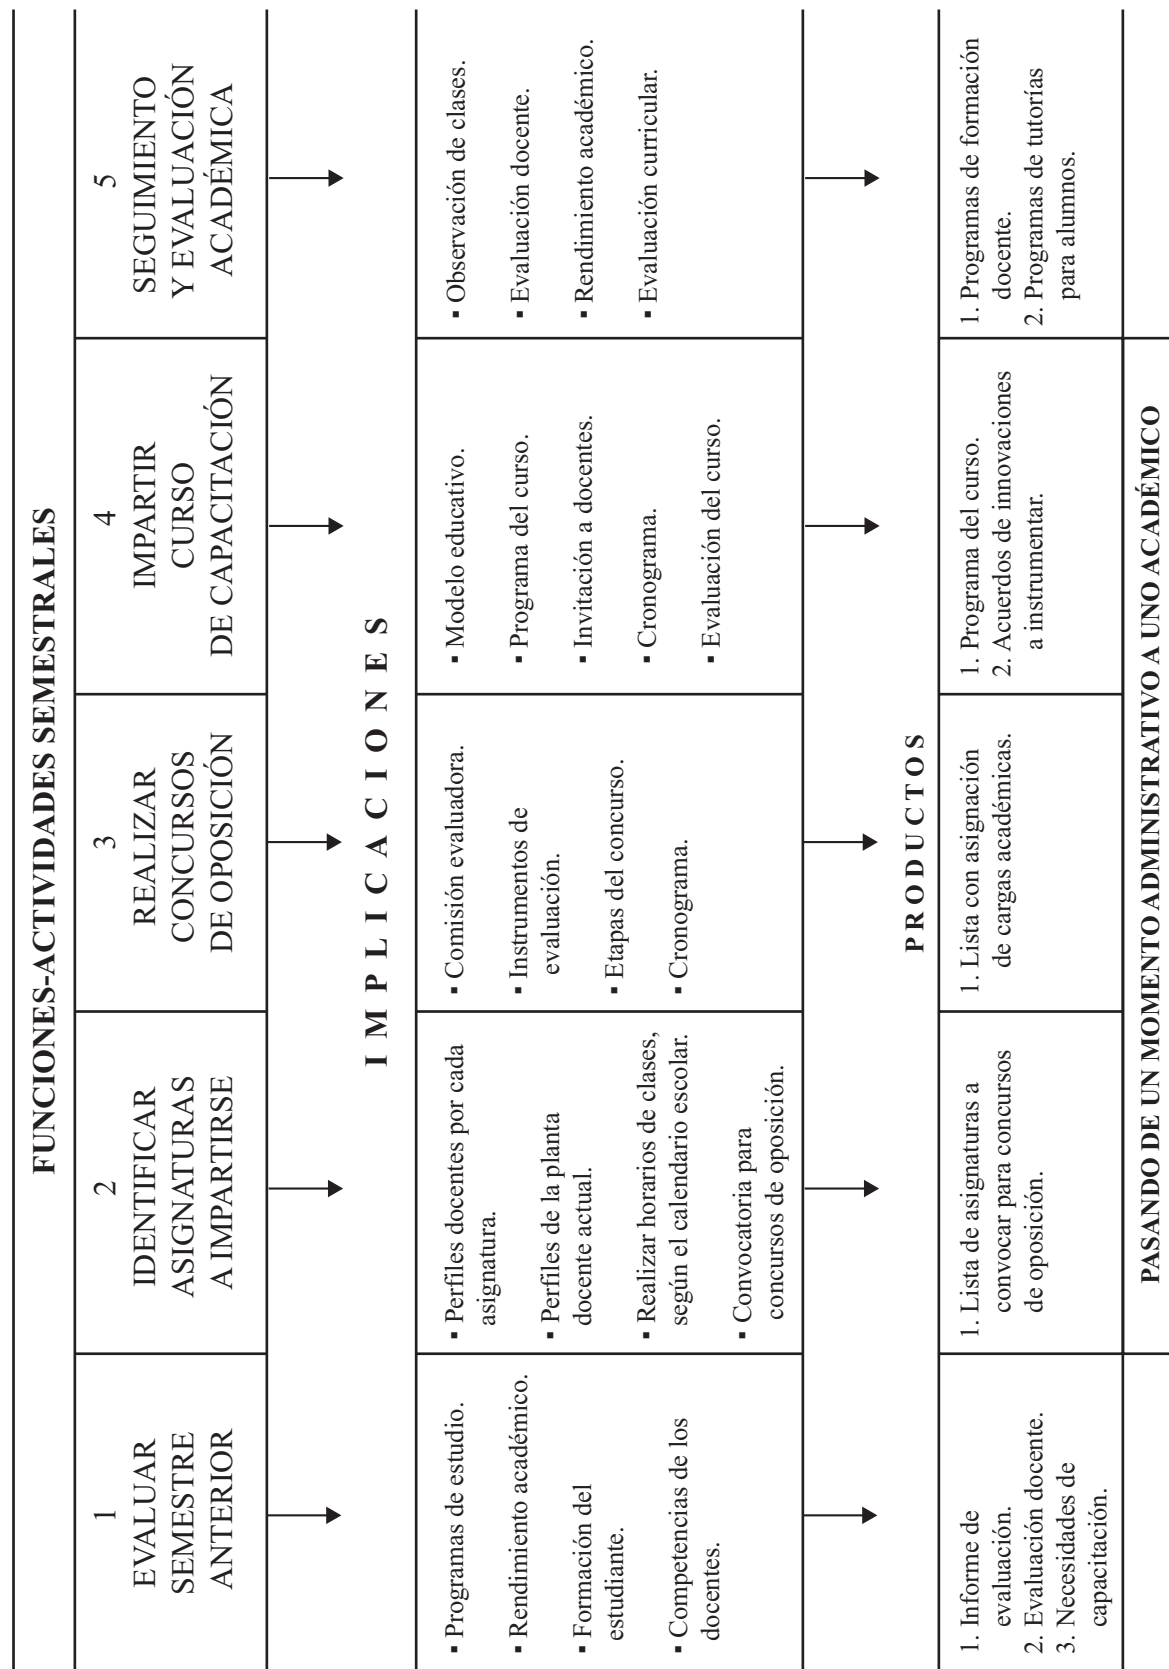 FUNCIONES-ACTIVIDADES SEMESTRALES
1
EVALUAR
SEMESTRE
ANTERIOR
2
IDENTIFICAR
ASIGNATURAS
A IMPARTIRSE
3
REALIZAR
CONCURSOS
DE OPOSICIÓN
4
IMPARTIR
CURSO
DE CAPACITACIÓN
5
SEGUIMIENTO
Y EVALUACIÓN
ACADÉMICA
IMPLICACIONES
▪ Programas de estudio.
▪ Rendimiento académico.
▪ Formación del
estudiante.
▪ Competencias de los
docentes.
▪ Perfiles docentes por cada
asignatura.
▪ Perfiles de la planta
docente actual.
▪ Realizar horarios de clases,
según el calendario escolar.
▪ Convocatoria para
concursos de oposición.
▪ Comisión evaluadora.
▪ Instrumentos de
evaluación.
▪ Etapas del concurso.
▪ Cronograma.
▪ Modelo educativo.
▪ Programa del curso.
▪ Invitación a docentes.
▪ Cronograma.
▪ Evaluación del curso.
▪ Observación de clases.
▪ Evaluación docente.
▪ Rendimiento académico.
▪ Evaluación curricular.
PRODUCTOS
1. Informe de
evaluación.
2. Evaluación docente.
3. Necesidades de
capacitación.
1. Lista de asignaturas a
convocar para concursos
de oposición.
1. Lista con asignación
de cargas académicas.
1. Programa del curso.
2. Acuerdos de innovaciones
a instrumentar.
1. Programas de formación
docente.
2. Programas de tutorías
para alumnos.
PASANDO DE UN MOMENTO ADMINISTRATIVO A UNO ACADÉMICO